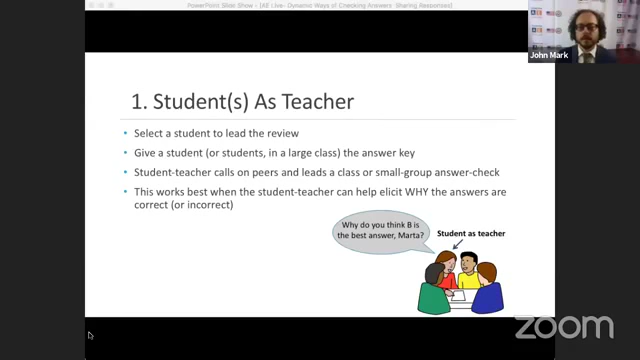 PowerPoint Slide Show - [AE Live- Dynamic Ways of Checking Answers- Sharing Responses]
John Mark
1. Student(s) As Teacher
• Select a student to lead the review
• Give a student (or students, in a large class) the answer key
• Student-teacher calls on peers and leads a class or small-group answer-check
• This works best when the student-teacher can help elicit WHY the answers are
correct (or incorrect)
Why do you think B is
the best answer, Marta?
Student as teacher
zoom